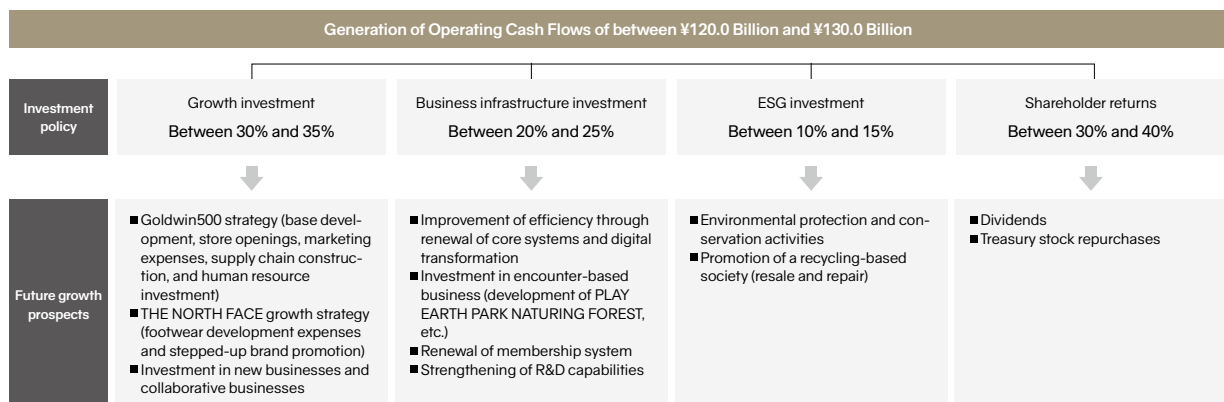 Generation of Operating Cash Flows of between ¥120.0 Billion and ¥130.0 Billion
Investment
policy
Growth investment
Between 30% and 35%
Business infrastructure investment
Between 20% and 25%
ESG investment
Between 10% and 15%
Shareholder returns
Between 30% and 40%
Future growth
prospects
■ Goldwin500 strategy (base devel-
opment, store openings, marketing
expenses, supply chain construc-
tion, and human resource
investment)
■ THE NORTH FACE growth strategy
(footwear development expenses
and stepped-up brand promotion)
■ Investment in new businesses and
collaborative businesses
■ Improvement of efficiency through
renewal of core systems and digital
transformation
■ Investment in encounter-based
business (development of PLAY
EARTH PARK NATURING FOREST,
etc.)
■ Renewal of membership system
■ Strengthening of R&D capabilities
■ Environmental protection and con-
servation activities
■ Promotion of a recycling-based
society (resale and repair)
■ Dividends
■ Treasury stock repurchases